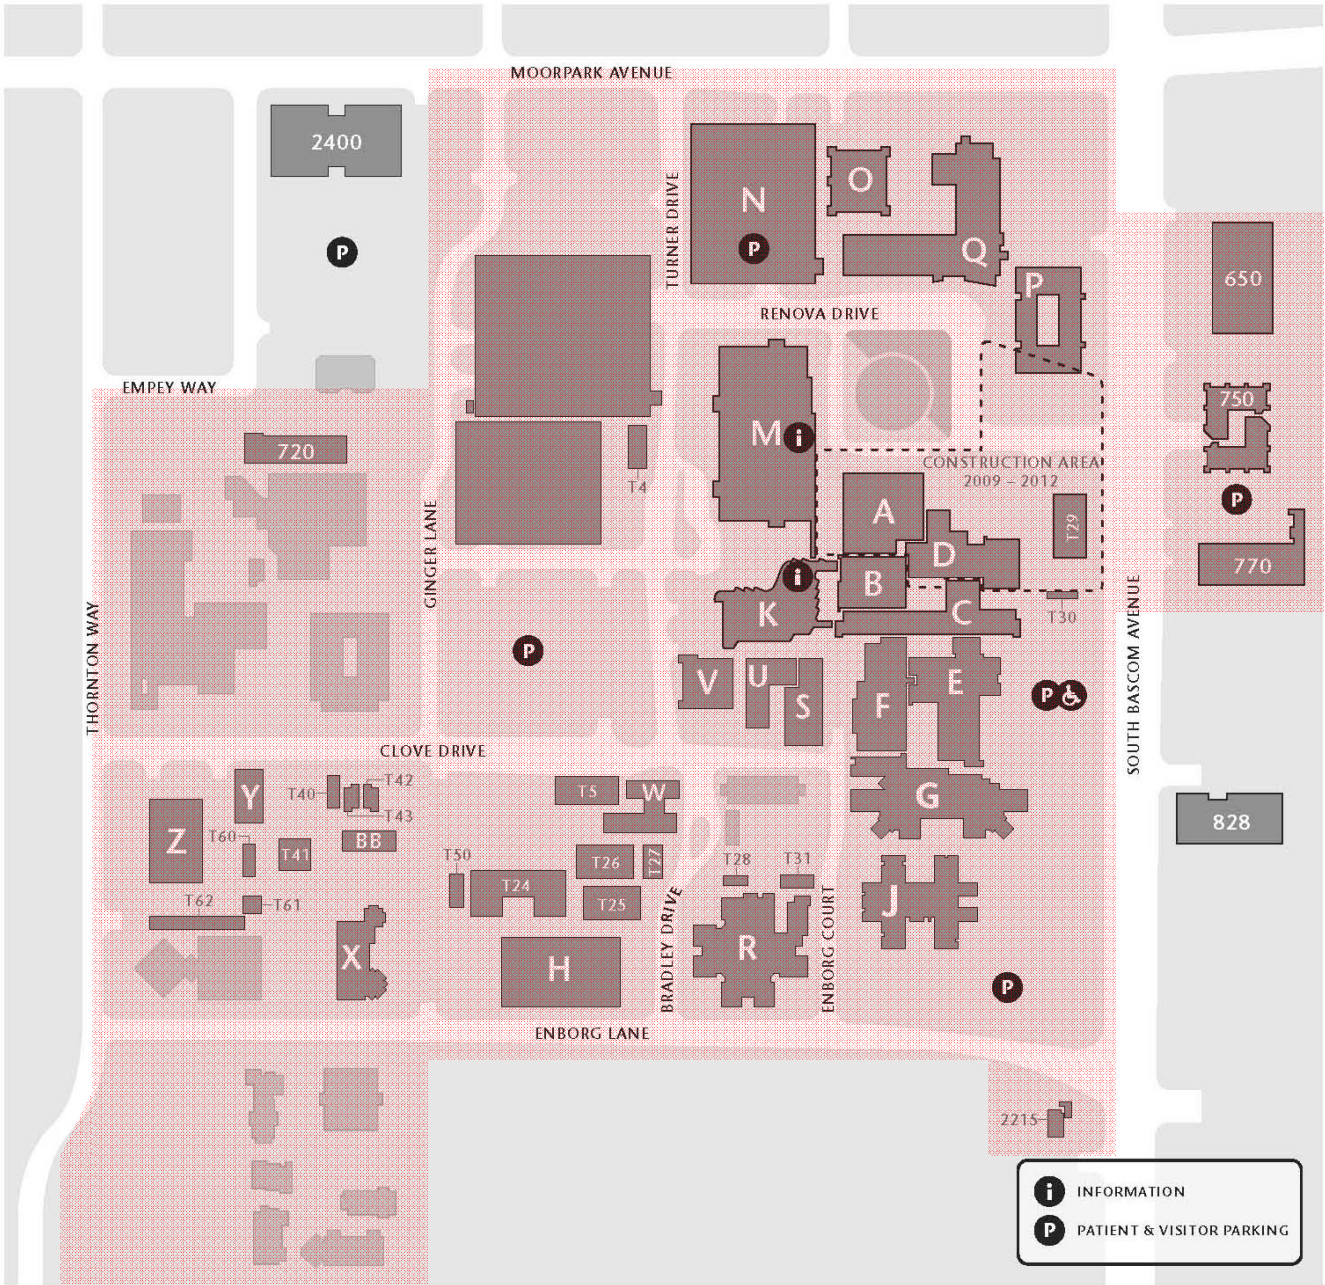 MOORPARK AVENUE
2400
N
O
TURNER DRIVE
P
P
Q
P
650
RENOVA DRIVE
EMPEY WAY
750
M
i
720
CONSTRUCTION AREA
2009 – 2012
T4
P
GINGER LANE
A
T29
D
770
i
B
K
C
T30
THORNTON WAY
P
SOUTH BASCOM AVENUE
V
U
S
F
E
P
CLOVE DRIVE
T40
T42
T43
Y
T5
W
G
828
Z
T60
T41
BB
T50
T26
T27
T28
T31
T24
T25
T62
T61
J
BRADLEY DRIVE
ENBORG COURT
X
H
R
P
ENBORG LANE
2215
i INFORMATION
P PATIENT & VISITOR PARKING